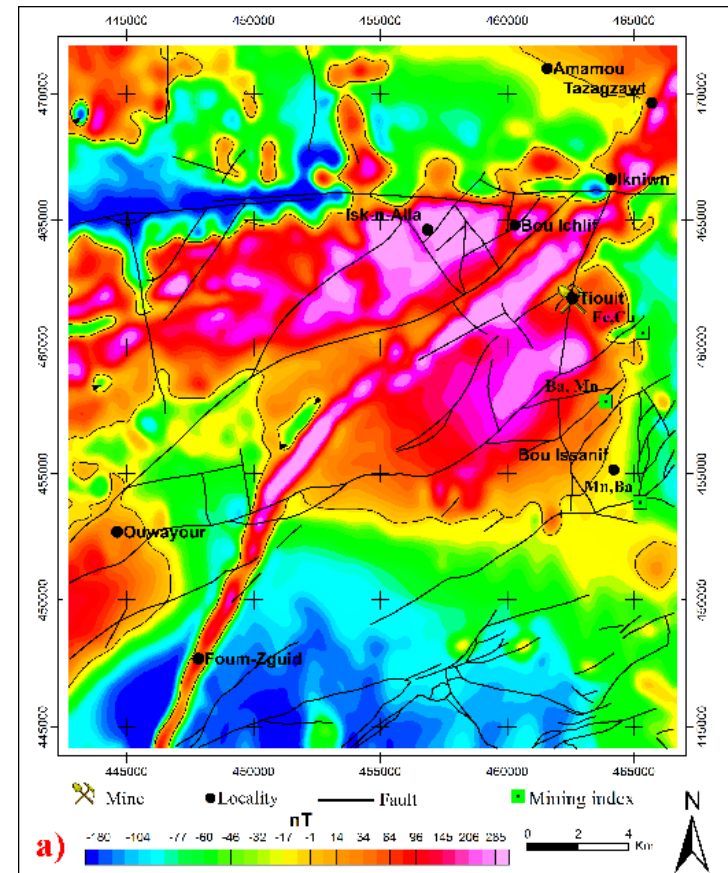 445000 450000 455000 460000 465000
Amamou
470000 470000
Tazagzawt
Ikniwn
465000 465000
Isk-n-Alla
Bou Ichlif
Tiouit
Fe,Cu
460000 460000
Ba, Mn
Bou Issanif
455000 455000
Mn,Ba
Ouwayour
450000 450000
Foum-Zguid
445000 445000
445000 450000 455000 460000 465000
Mine Locality Fault Mining index
N
nT
-180 -104 -77 -60 -46 -32 -17 -1 14 34 54 84 96 145 206 285
0 2 4
Km
a)